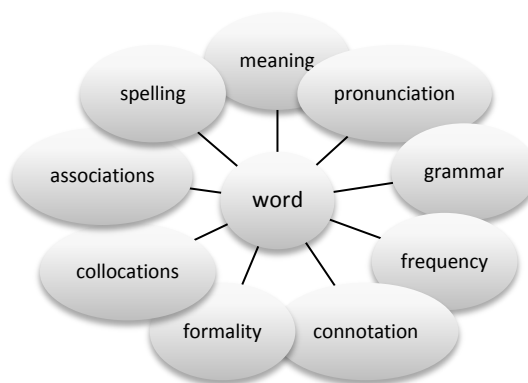 meaning
spelling
pronunciation
associations
grammar
word
collocations
frequency
formality
connotation